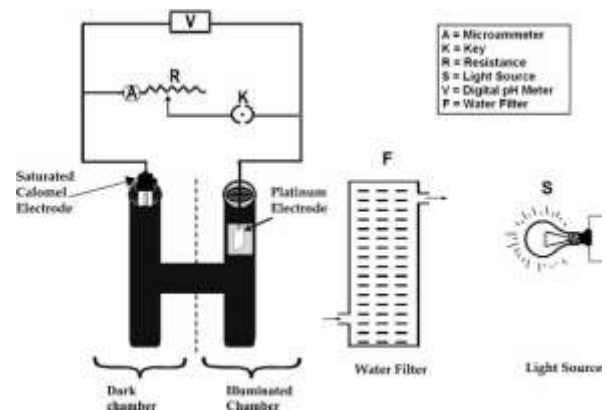 V
A = Microammeter
K = Key
R = Resistance
S = Light Source
V = Digital pH Meter
F = Water Filter
R
A
K
F
S
Saturated
Calomel
Electrode
Platinum
Electrode
Water Filter
Light Source
Dark
chamber
Illuminated
Chamber